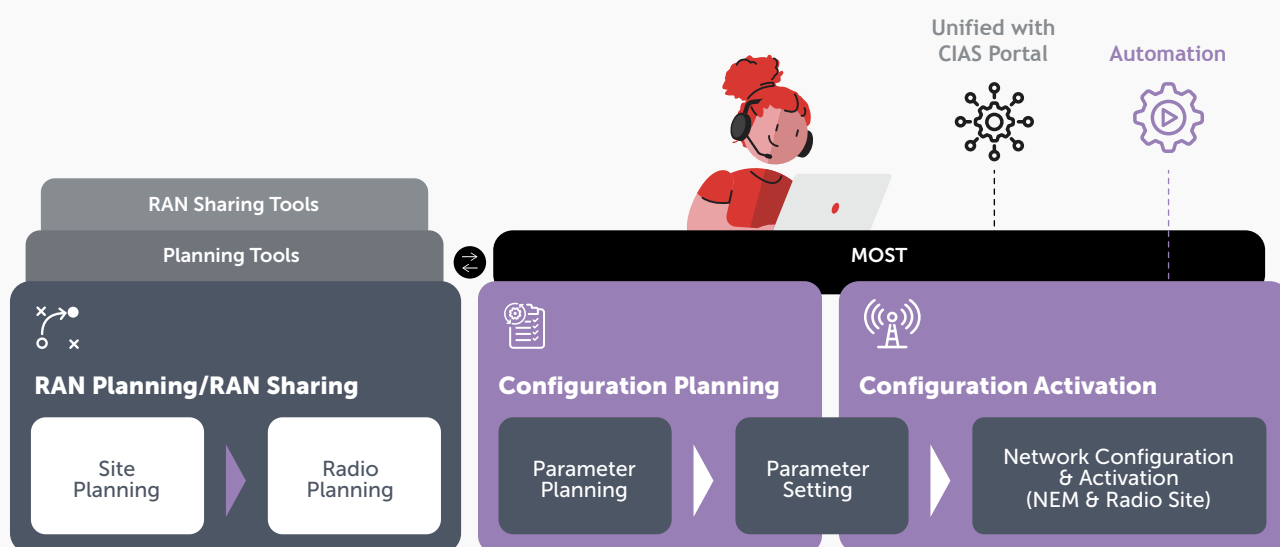 Unified with
CIAS Portal
Automation
RAN Sharing Tools
Planning Tools
MOST
RAN Planning/RAN Sharing
Site
Planning
Radio
Planning
Configuration Planning
Parameter
Planning
Parameter
Setting
Configuration Activation
Network Configuration
& Activation
(NEM & Radio Site)